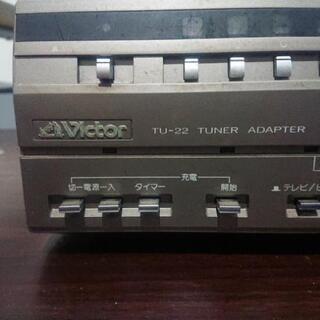 Victor
TU-22 TUNER ADAPTER
充電
切ー電源ー入 タイマー 開始 テレビ/ビ